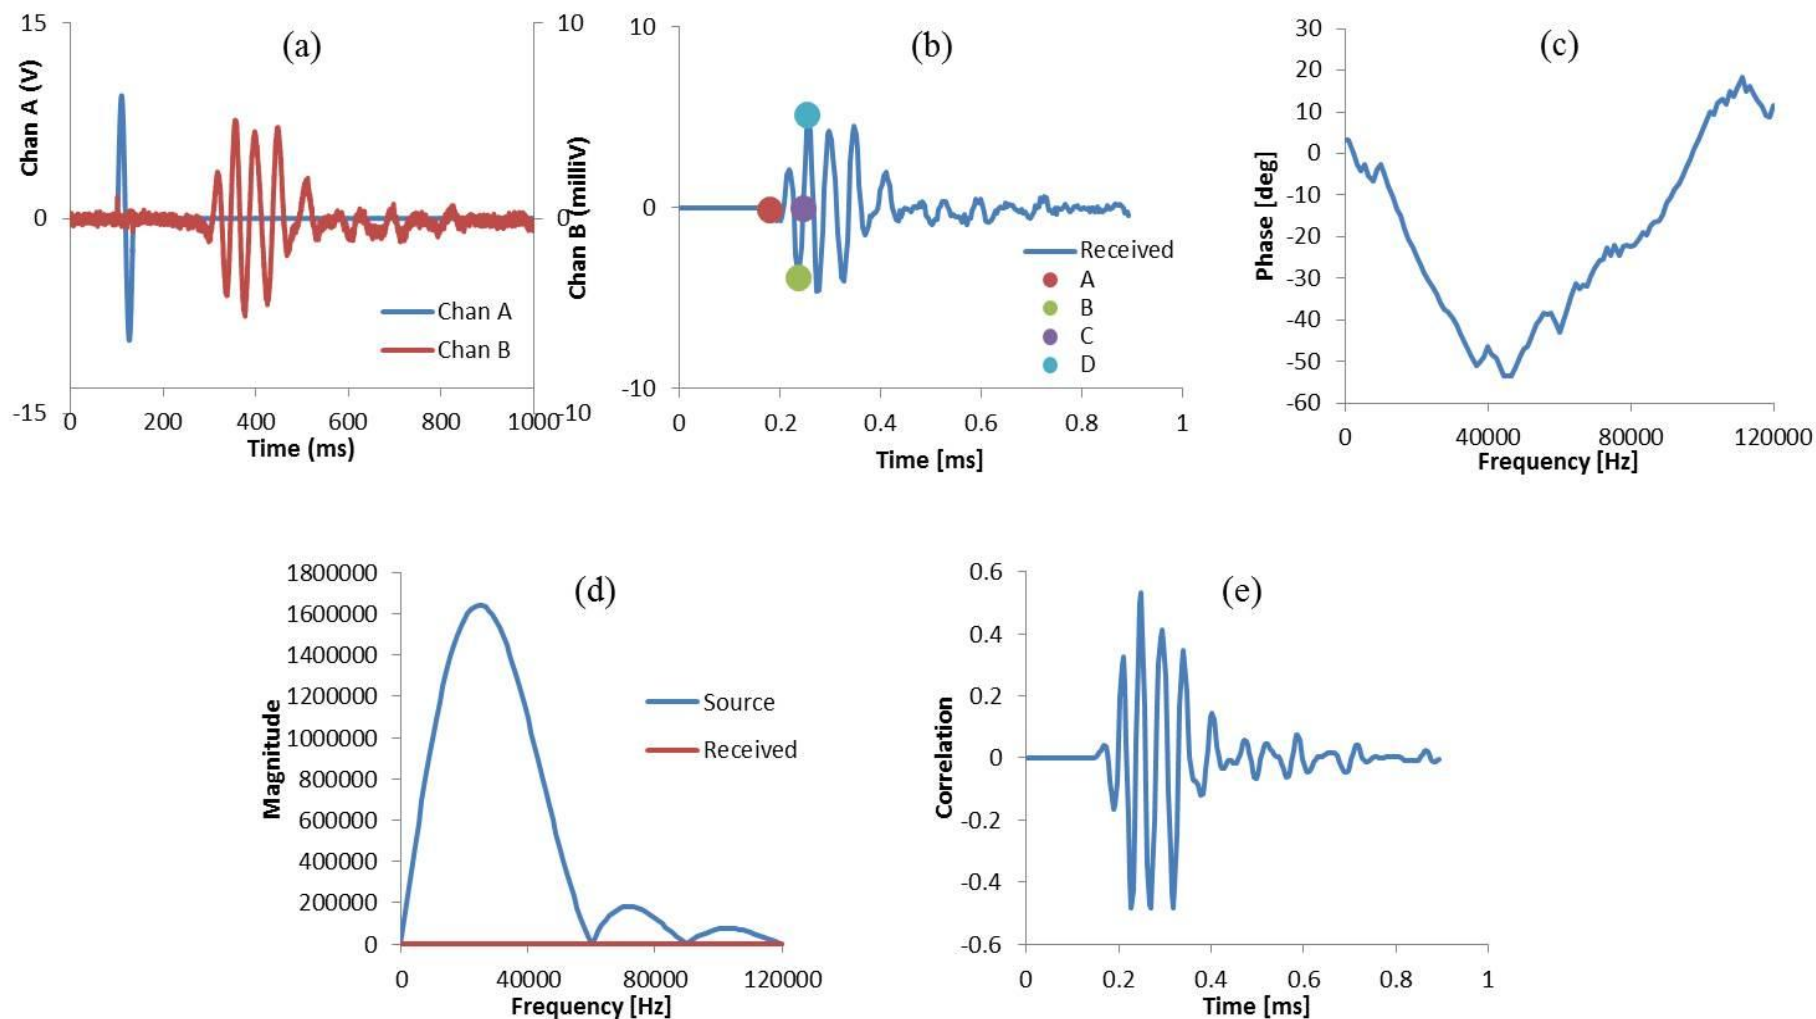 (a)
15
0
-15
Chan A (V)
10
0
-10
Chan B (milliV)
Chan A
Chan B
0
200
400
600
800
1000
Time (ms)
(b)
10
0
-10
Received
A
B
C
D
0
0.2
0.4
0.6
0.8
1
Time [ms]
(c)
30
20
10
0
-10
-20
-30
-40
-50
-60
Phase [deg]
0
40000
80000
120000
Frequency [Hz]
(d)
1800000
1600000
1400000
1200000
1000000
800000
600000
400000
200000
0
Magnitude
Source
Received
0
40000
80000
120000
Frequency [Hz]
(e)
0.6
0.4
0.2
0
-0.2
-0.4
-0.6
Correlation
0
0.2
0.4
0.6
0.8
1
Time [ms]